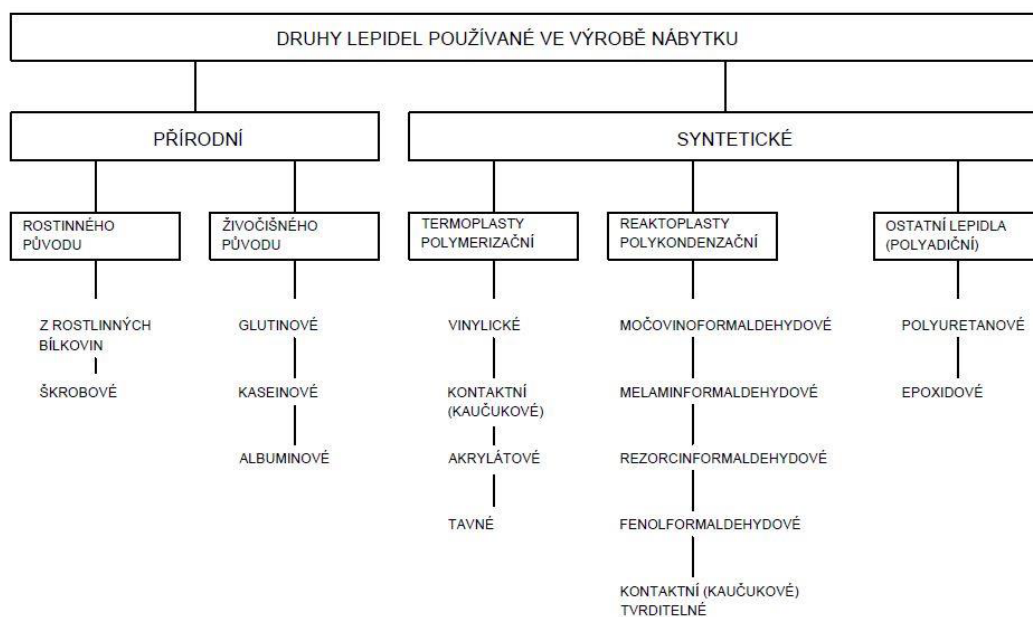 DRUHY LEPIDEL POUŽÍVANÉ VE VÝROBĚ NÁBYTKU
PŘÍRODNÍ
SYNTETICKÉ
ROSTINNÉHO
PŮVODU
ŽIVOČIŠNÉHO
PŮVODU
TERMOPLASTY
POLYMERIZAČNÍ
REAKTOPLASTY
POLYKONDENZAČNÍ
OSTATNÍ LEPIDLA
(POLYADIČNÍ)
Z ROSTLINNÝCH
BÍLKOVIN
ŠKROBOVÉ
GLUTINOVÉ
KASEINOVÉ
ALBUMINOVÉ
VINYLICKÉ
KONTAKTNÍ
(KAUČUKOVÉ)
AKRYLÁTOVÉ
TAVNÉ
MOČOVINOFORMALDEHYDOVÉ
MELAMINFORMALDEHYDOVÉ
REZORCINFORMALDEHYDOVÉ
FENOLFORMALDEHYDOVÉ
KONTAKTNÍ (KAUČUKOVÉ)
TVRDITELNÉ
POLYURETANOVÉ
EPOXIDOVÉ